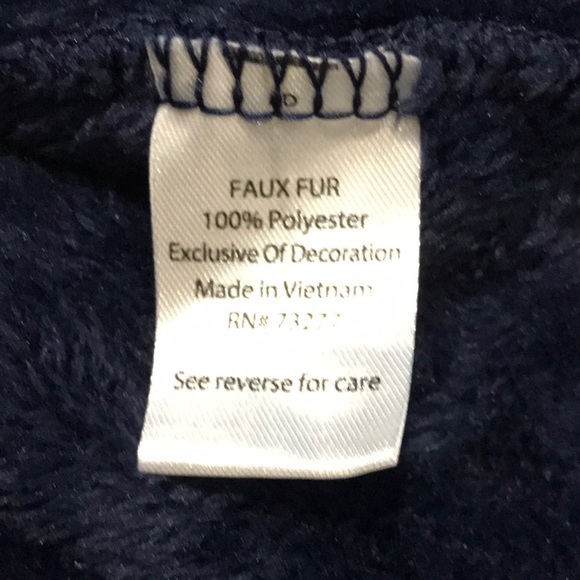 FAUX FUR
100% Polyester
Exclusive Of Decoration
Made in Vietnam
RN#
See reverse for care